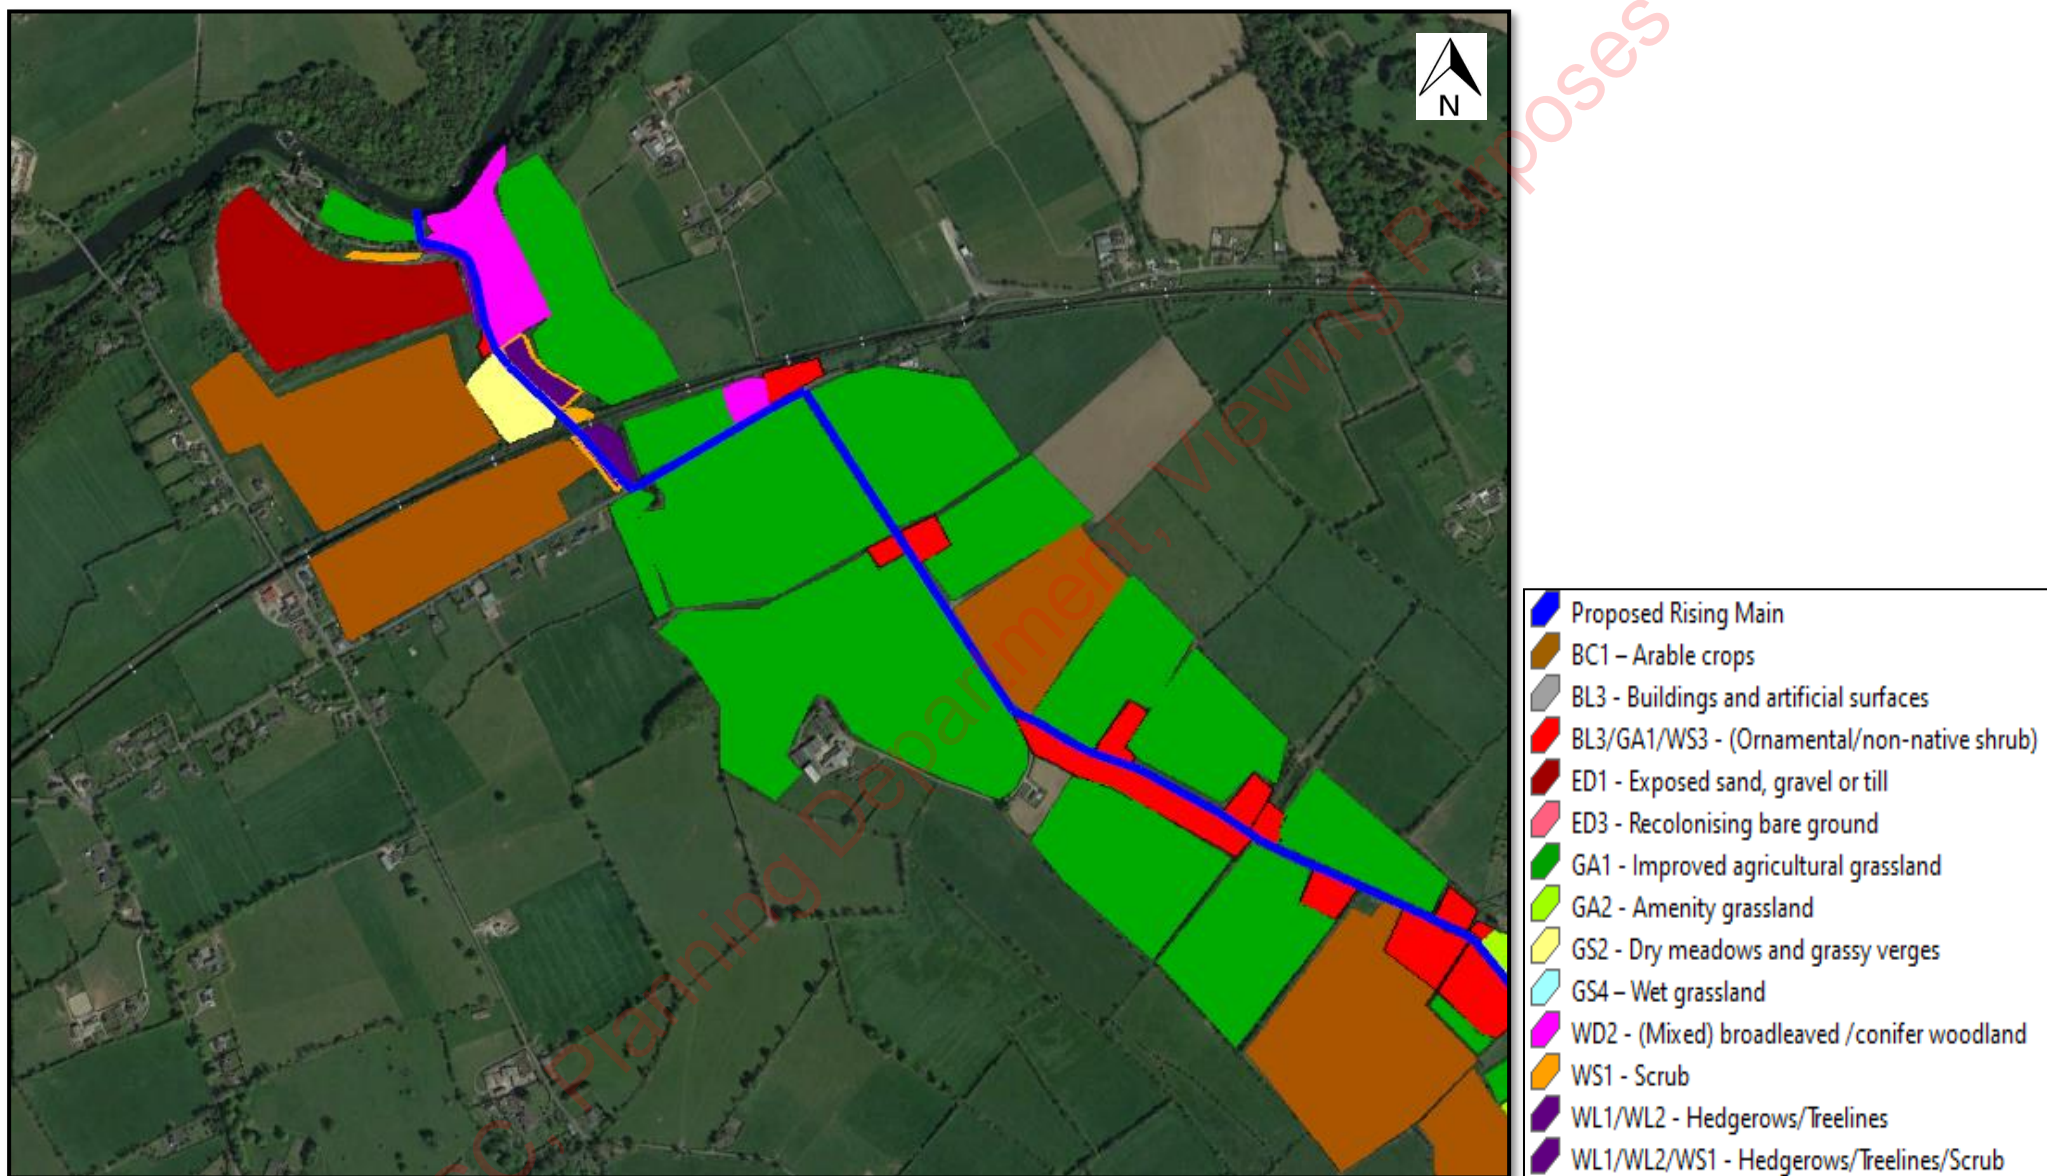 N
Proposed Rising Main
BC1 – Arable crops
BL3 - Buildings and artificial surfaces
BL3/GA1/WS3 - (Ornamental/non-native shrub)
ED1 - Exposed sand, gravel or till
ED3 - Recolonising bare ground
GA1 - Improved agricultural grassland
GA2 - Amenity grassland
GS2 - Dry meadows and grassy verges
GS4 – Wet grassland
WD2 - (Mixed) broadleaved /conifer woodland
WS1 - Scrub
WL1/WL2 - Hedgerows/Treelines
WL1/WL2/WS1 - Hedgerows/Treelines/Scrub
Planning Department, Viewing Purposes